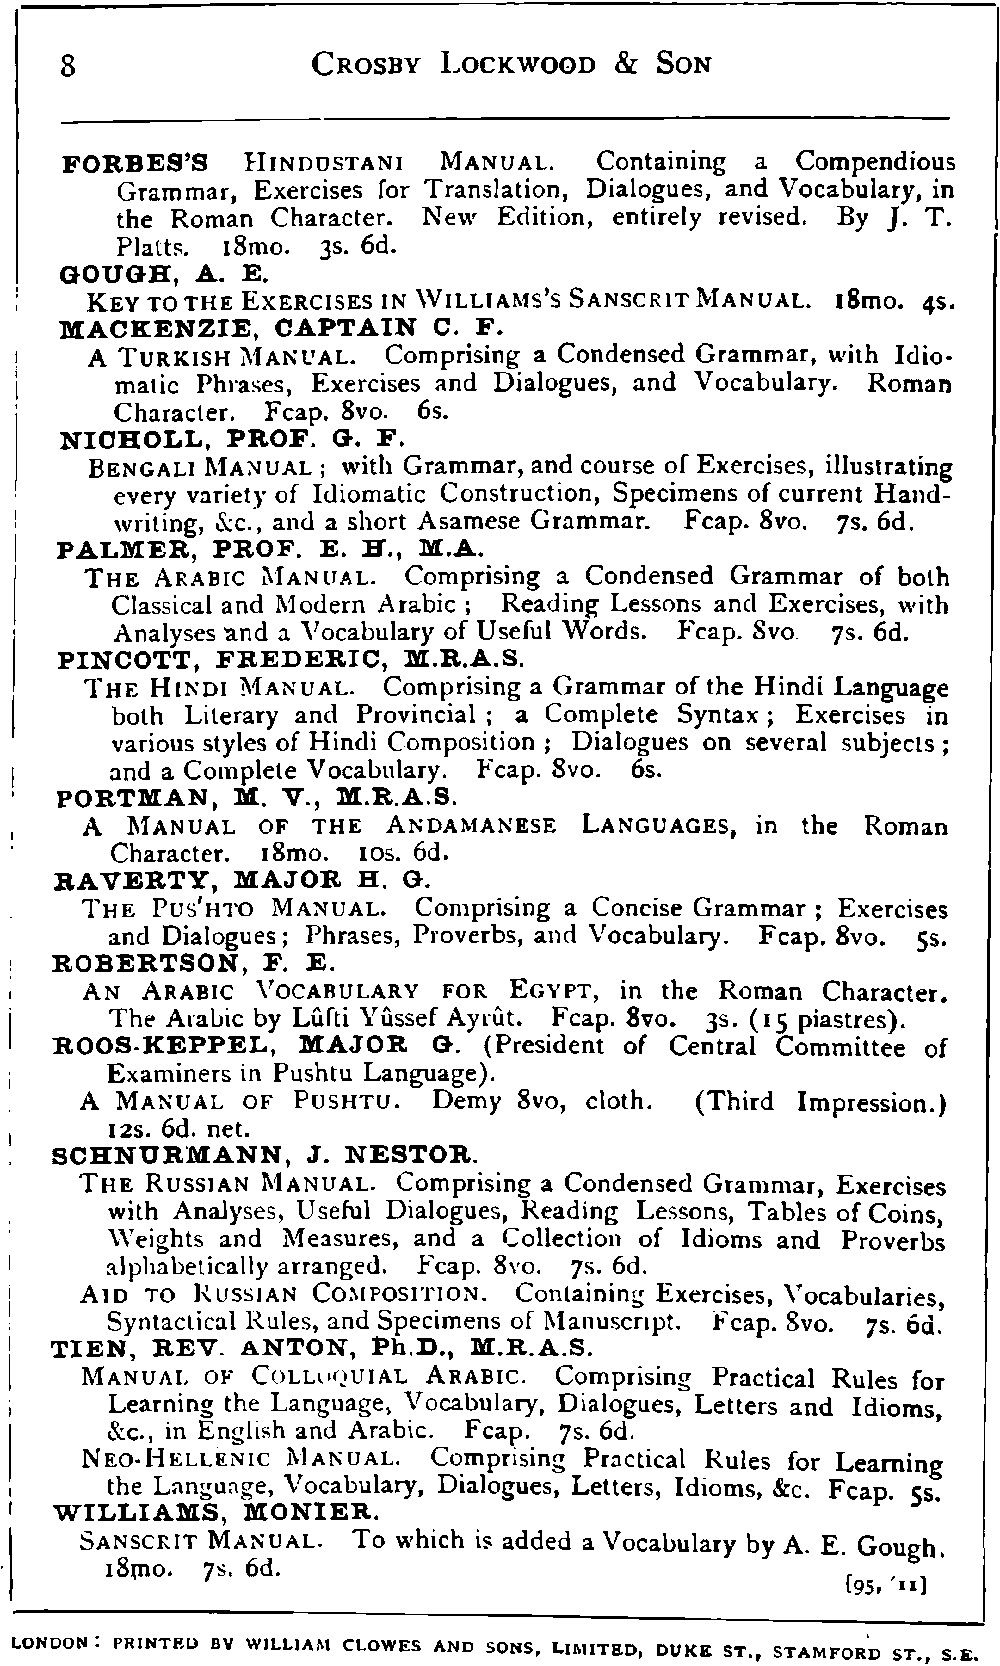 8 CROSBY LOCKWOOD & SON
FORBES'S HINDUSTANI MANUAL. Containing a Compendious
Grammar, Exercises for Translation, Dialogues, and Vocabulary, in
the Roman Character. New Edition, entirely revised. By J. T.
Platts. 18mo. 3s. 6d.
GOUGH, A. E.
KEY TO THE EXERCISES IN WILLIAMS'S SANSCRIT MANUAL. 18mo. 4s.
MACKENZIE, CAPTAIN C. F.
A TURKISH MANUAL. Comprising a Condensed Grammar, with Idio-
matic Phrases, Exercises and Dialogues, and Vocabulary. Roman
Character. Fcap. 8vo. 6s.
NICHOLL, PROF. G. F.
BENGALI MANUAL; with Grammar, and course of Exercises, illustrating
every variety of Idiomatic Construction, Specimens of current Hand-
writing, &c., and a short Asamese Grammar. Fcap. 8vo. 7s. 6d.
PALMER, PROF. E. H., M.A.
THE ARABIC MANUAL. Comprising a Condensed Grammar of both
Classical and Modern Arabic; Reading Lessons and Exercises, with
Analyses and a Vocabulary of Useful Words. Fcap. 8vo. 7s. 6d.
PINCOTT, FREDERIC, M.R.A.S.
THE HINDI MANUAL. Comprising a Grammar of the Hindi Language
both Literary and Provincial; a Complete Syntax; Exercises in
various styles of Hindi Composition; Dialogues on several subjects;
and a Complete Vocabulary. Fcap. 8vo. 6s.
PORTMAN, M. V., M.R.A.S.
A MANUAL OF THE ANDAMANESE LANGUAGES, in the Roman
Character. 18mo. 10s. 6d.
RAVERTY, MAJOR H. G.
THE PUS'HTO MANUAL. Comprising a Concise Grammar; Exercises
and Dialogues; Phrases, Proverbs, and Vocabulary. Fcap. 8vo. 5s.
ROBERTSON, F. E.
AN ARABIC VOCABULARY FOR EGYPT, in the Roman Character.
The Arabic by Lûfti Yûssef Ayrût. Fcap. 8vo. 3s. (15 piastres).
ROOS-KEPPEL, MAJOR G. (President of Central Committee of
Examiners in Pushtu Language).
A MANUAL OF PUSHTU. Demy 8vo, cloth. (Third Impression.)
12s. 6d. net.
SCHNURMANN, J. NESTOR.
THE RUSSIAN MANUAL. Comprising a Condensed Grammar, Exercises
with Analyses, Useful Dialogues, Reading Lessons, Tables of Coins,
Weights and Measures, and a Collection of Idioms and Proverbs
alphabetically arranged. Fcap. 8vo. 7s. 6d.
AID TO RUSSIAN COMPOSITION. Containing Exercises, Vocabularies,
Syntactical Rules, and Specimens of Manuscript. Fcap. 8vo. 7s. 6d.
TIEN, REV. ANTON, Ph.D., M.R.A.S.
MANUAL OF COLLOQUIAL ARABIC. Comprising Practical Rules for
Learning the Language, Vocabulary, Dialogues, Letters and Idioms,
&c., in English and Arabic. Fcap. 7s. 6d.
NEO-HELLENIC MANUAL. Comprising Practical Rules for Learning
the Language, Vocabulary, Dialogues, Letters, Idioms, &c. Fcap. 5s.
WILLIAMS, MONIER.
SANSCRIT MANUAL. To which is added a Vocabulary by A. E. Gough.
18mo. 7s. 6d.
[95, '11]
LONDON: PRINTED BY WILLIAM CLOWES AND SONS, LIMITED, DUKE ST., STAMFORD ST., S.E.